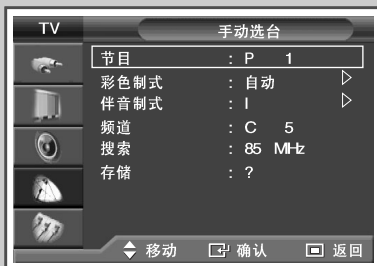 TV
手动选台
节目 : P 1
彩色制式 : 自动
伴音制式 : I
频道 : C 5
搜索 : 85 MHz
存储 : ?
移动 确认 返回